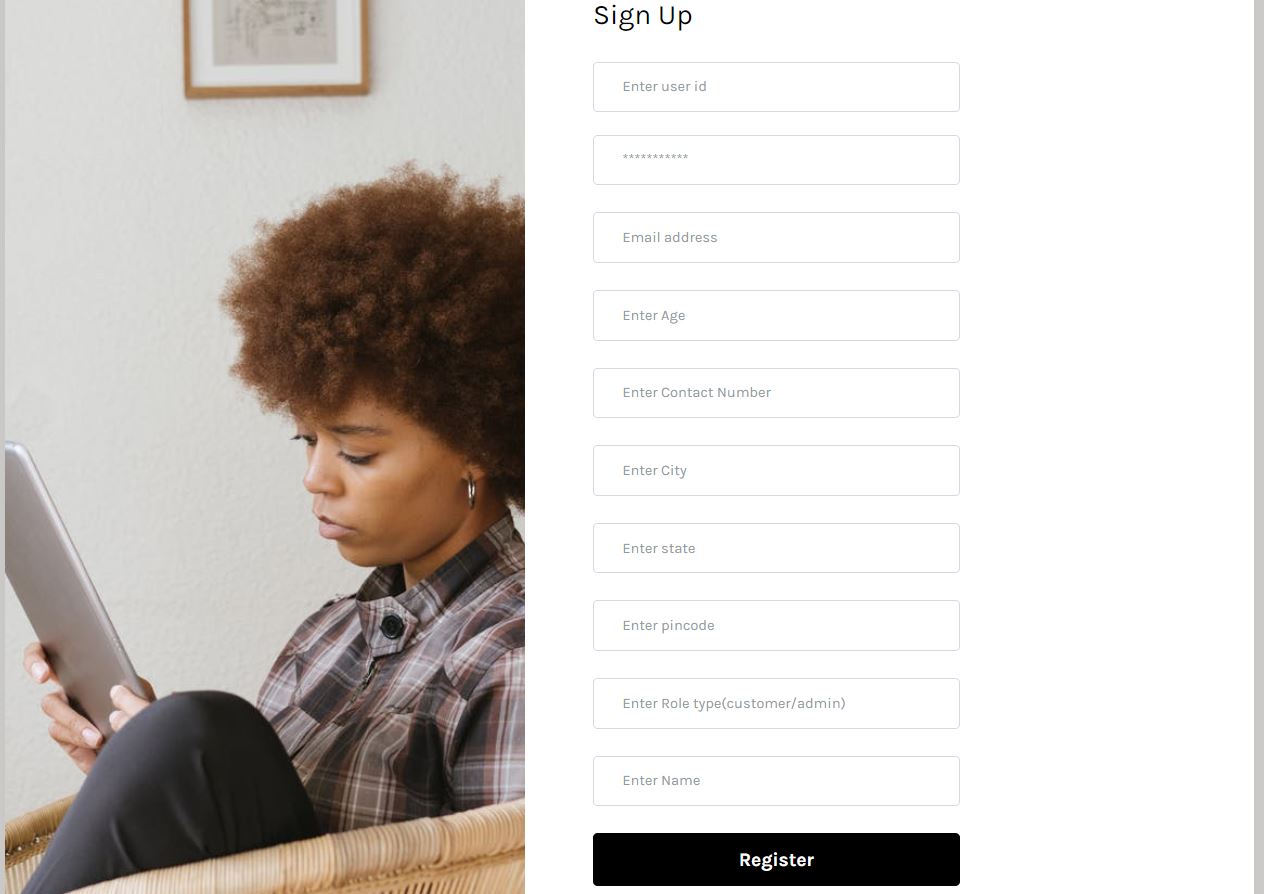 Sign Up
Enter user id
***********
Email address
Enter Age
Enter Contact Number
Enter City
Enter state
Enter pincode
Enter Role type(customer/admin)
Enter Name
Register